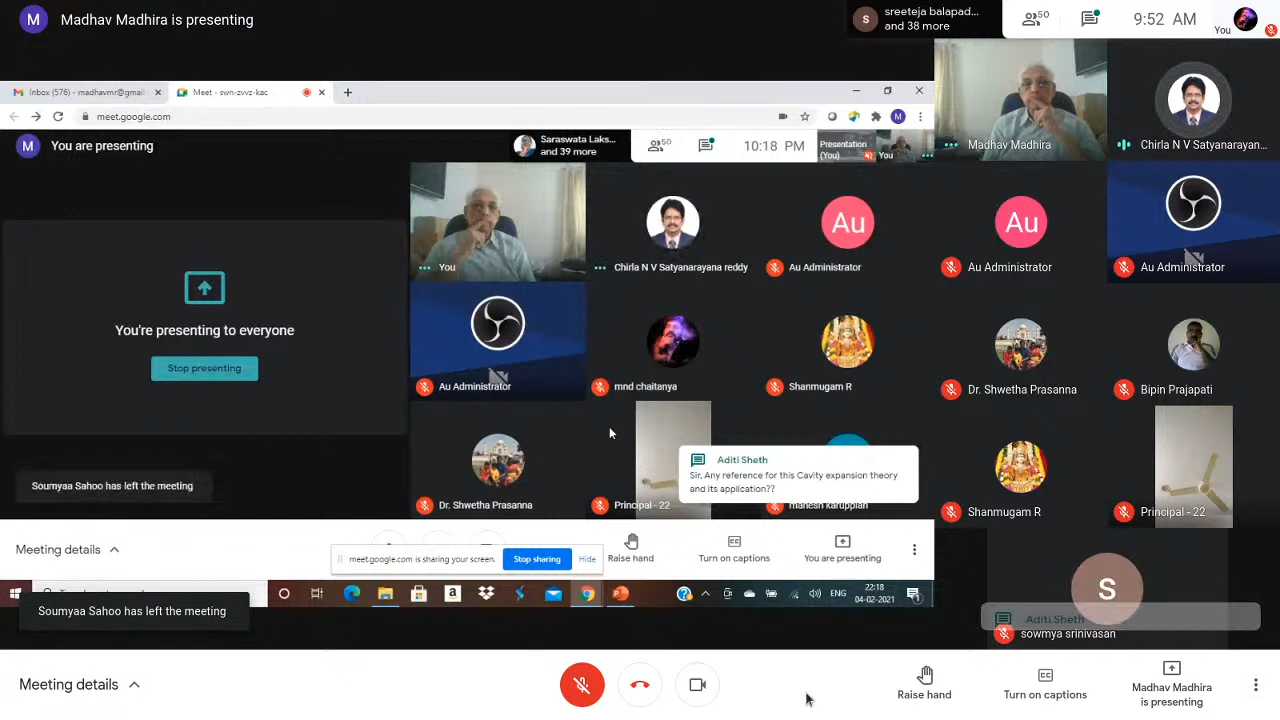 M
Madhav Madhira is presenting
S
sreeteja balapad...
and 38 more
50
9:52 AM
You
Inbox (576) - madhavmr@gmail
Meet - swn-zvvz-kac
meet.google.com
M
M
You are presenting
Saraswata Laks...
and 39 more
50
10:18 PM
Presentation
(You)
You
Madhav Madhira
Chirla N V Satyanarayan...
You're presenting to everyone
Stop presenting
You
Chirla N V Satyanarayana reddy
Au
Au Administrator
Au
Au Administrator
Au Administrator
Au Administrator
mnd chaitanya
Shanmugam R
Dr. Shwetha Prasanna
Bipin Prajapati
Aditi Sheth
Sir, Any reference for this Cavity expansion theory
and its application??
Soumyaa Sahoo has left the meeting
Dr. Shwetha Prasanna
Principal - 22
mahesh karuppiah
Shanmugam R
Principal - 22
Meeting details
meet.google.com is sharing your screen.
Stop sharing
Hide
Raise hand
Turn on captions
You are presenting
ENG
22:18
04-02-2021
Soumyaa Sahoo has left the meeting
S
Aditi Sheth
sowmya srinivasan
Meeting details
Raise hand
Turn on captions
Madhav Madhira
is presenting